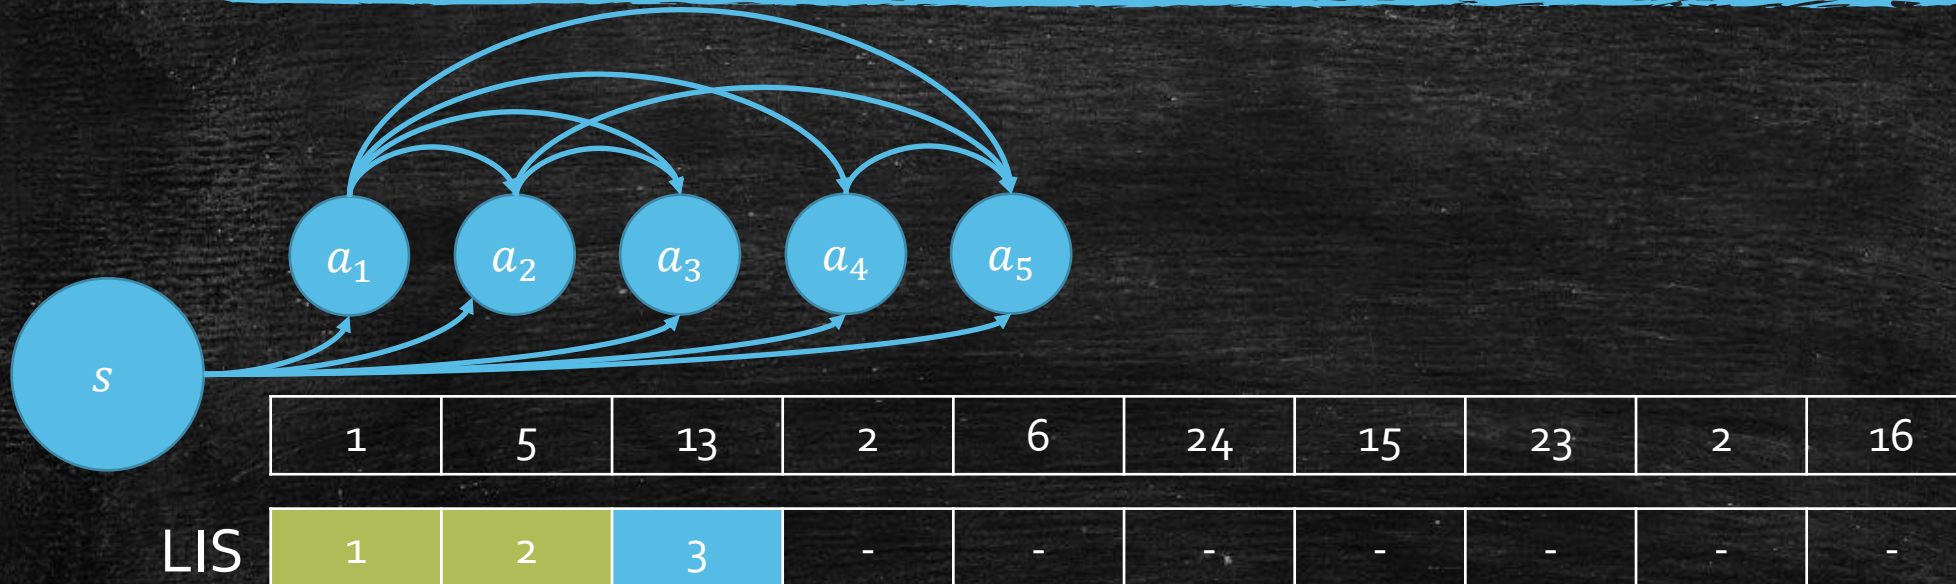 a₁ a₂ a₃ a₄ a₅
s
1 5 13 2 6 24 15 23 2 16
LIS 1 2 3 - - - - - - -